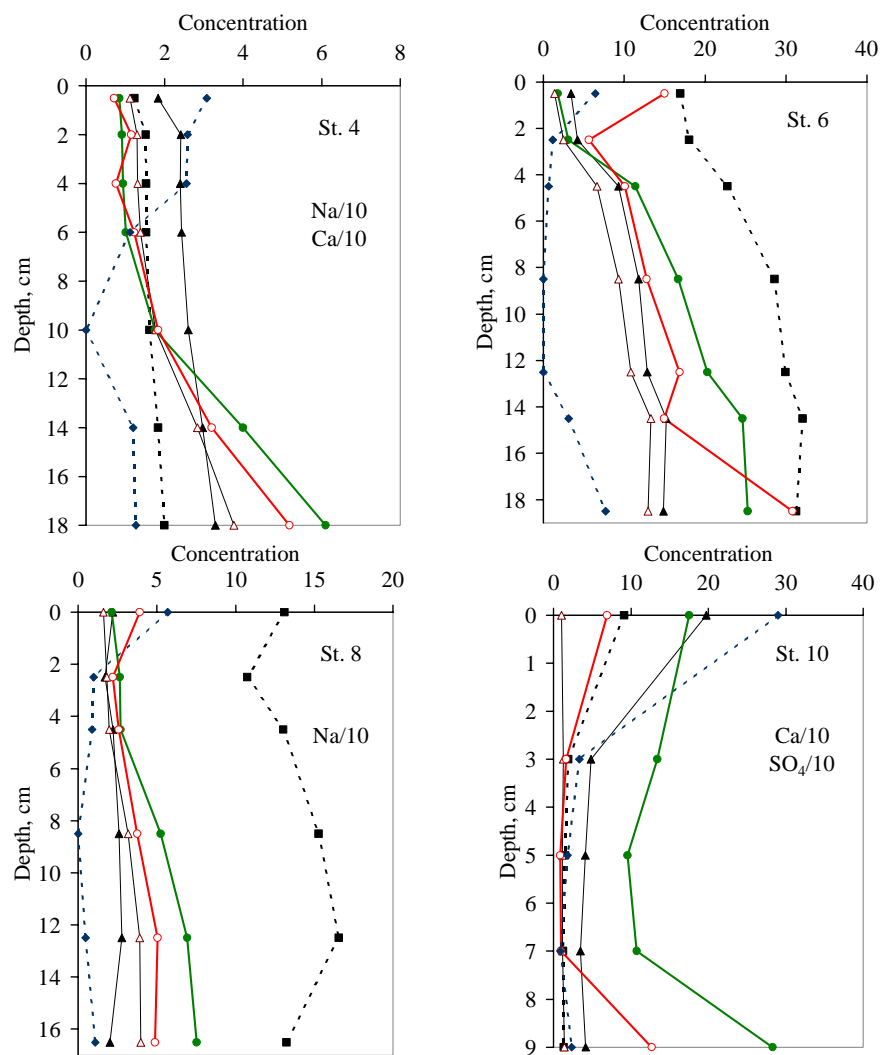 Concentration
0 2 4 6 8
0
2
4
6
8
10
12
14
16
18
Depth, cm
St. 4
Na/10
Ca/10
Concentration
0 10 20 30 40
0
2
4
6
8
10
12
14
16
18
Depth, cm
St. 6
Concentration
0 5 10 15 20
0
2
4
6
8
10
12
14
16
Depth, cm
St. 8
Na/10
Concentration
0 10 20 30 40
0
1
2
3
4
5
6
7
8
9
Depth, cm
St. 10
Ca/10
SO₄/10